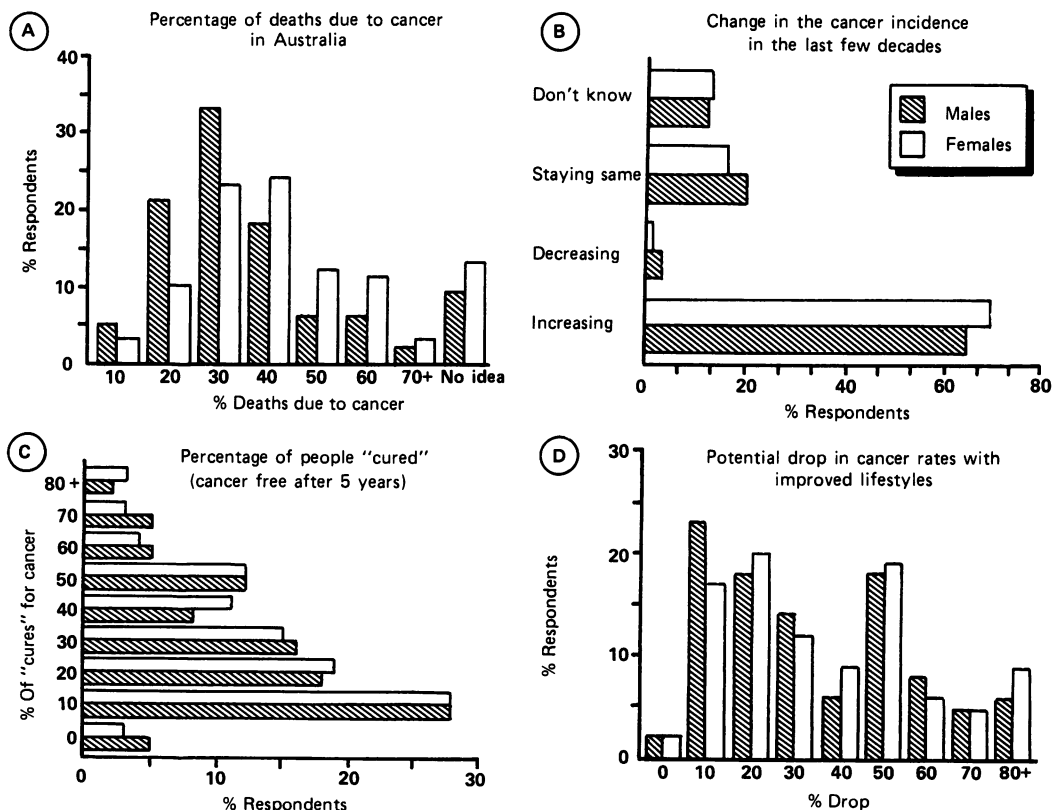 A
Percentage of deaths due to cancer
in Australia
40
30
20
10
0
% Respondents
10 20 30 40 50 60 70+ No idea
% Deaths due to cancer
B
Change in the cancer incidence
in the last few decades
Don't know
Staying same
Decreasing
Increasing
Males
Females
0 20 40 60 80
% Respondents
C
Percentage of people "cured"
(cancer free after 5 years)
80 +
70
60
50
40
30
20
10
0
% Of "cures" for cancer
0 10 20 30
% Respondents
D
Potential drop in cancer rates with
improved lifestyles
30
20
10
0
% Respondents
0 10 20 30 40 50 60 70 80+
% Drop